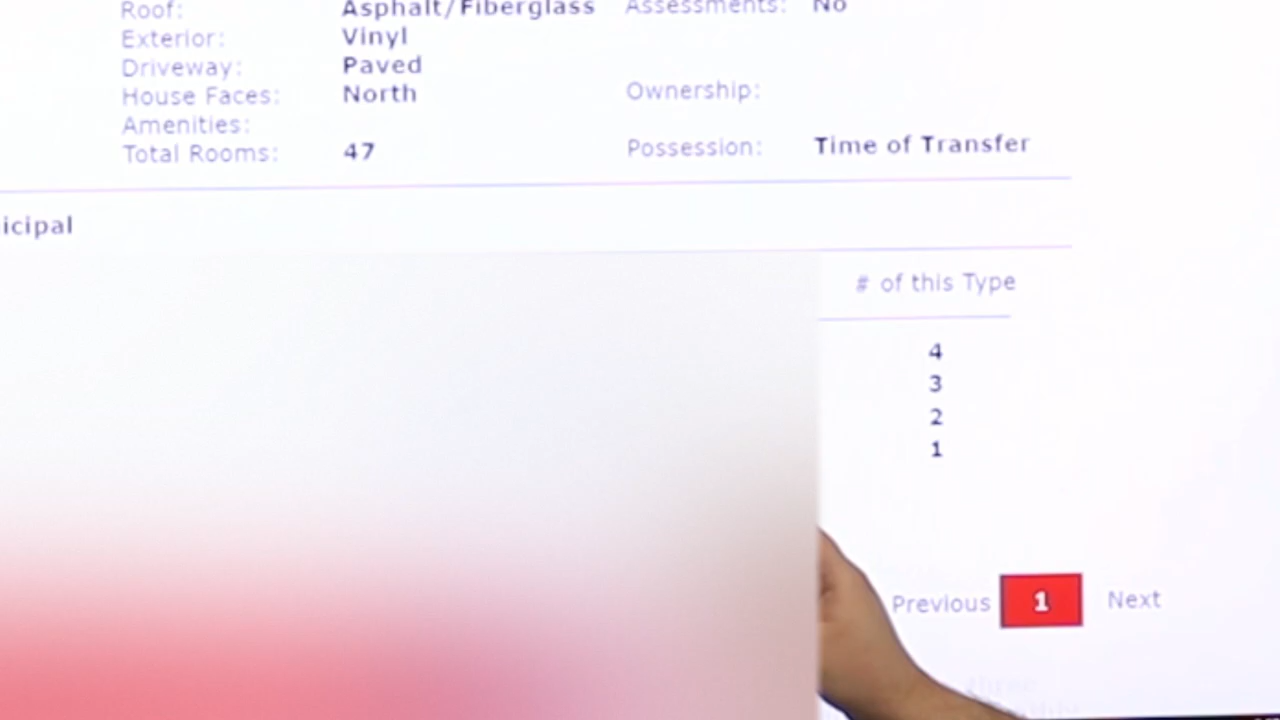 Roof: Asphalt/Fiberglass Assessments: No
Exterior: Vinyl
Driveway: Paved
House Faces: North Ownership:
Amenities:
Total Rooms: 47 Possession: Time of Transfer
icipal
# of this Type
4
3
2
1
Previous 1 Next
three